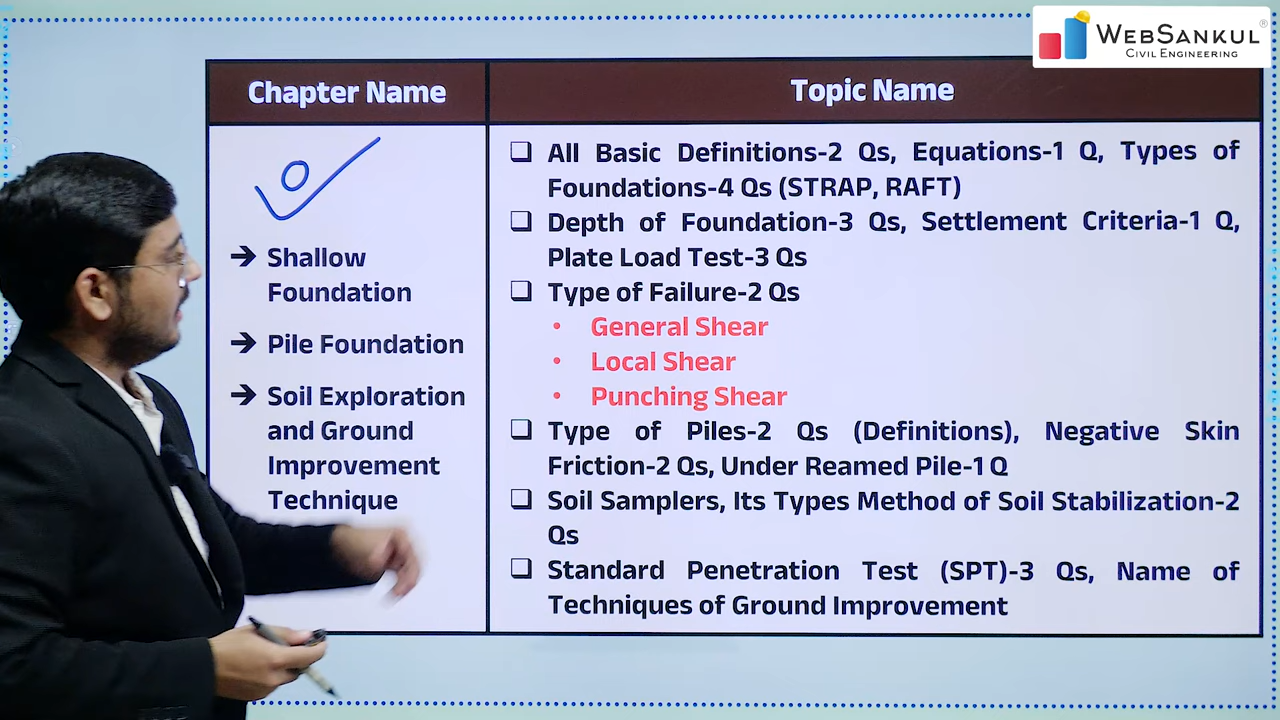 WEBSANKUL
CIVIL ENGINEERING
Chapter Name
Topic Name
→ Shallow
Foundation
→ Pile Foundation
→ Soil Exploration
and Ground
Improvement
Technique
❑ All Basic Definitions-2 Qs, Equations-1 Q, Types of
Foundations-4 Qs (STRAP, RAFT)
❑ Depth of Foundation-3 Qs, Settlement Criteria-1 Q,
Plate Load Test-3 Qs
❑ Type of Failure-2 Qs
• General Shear
• Local Shear
• Punching Shear
❑ Type of Piles-2 Qs (Definitions), Negative Skin
Friction-2 Qs, Under Reamed Pile-1 Q
❑ Soil Samplers, Its Types Method of Soil Stabilization-2
Qs
❑ Standard Penetration Test (SPT)-3 Qs, Name of
Techniques of Ground Improvement